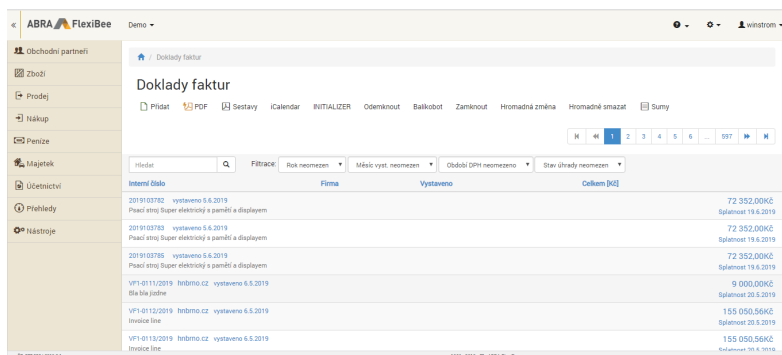 « ABRA FlexiBee Demo winstrom
Obchodní partneři
Zboží
Prodej
Nákup
Peníze
Majetek
Účetnictví
Přehledy
Nástroje
/ Doklady faktur
Doklady faktur
Přidat PDF Sestavy iCalendar INITIALIZER Odemknout Balikobot Zamknout Hromadná změna Hromadné smazat Sumy
1 2 3 4 5 6 ... 597
Hledat Filtrace: Rok neomezen Měsíc vyst. neomezen Období DPH neomezeno Stav úhrady neomezen
Interní číslo Firma Vystaveno Celkem [Kč]
2019103782 vystaveno 5.6.2019 72 352,00Kč
Psací stroj Super elektrický s pamětí a displayem Splatnost 19.6.2019
2019103783 vystaveno 5.6.2019 72 352,00Kč
Psací stroj Super elektrický s pamětí a displayem Splatnost 19.6.2019
2019103785 vystaveno 5.6.2019 72 352,00Kč
Psací stroj Super elektrický s pamětí a displayem Splatnost 19.6.2019
VF1-0111/2019 hnbrno.cz vystaveno 6.5.2019 9 000,00Kč
Bla bla jízdne Splatnost 20.5.2019
VF1-0112/2019 hnbrno.cz vystaveno 6.5.2019 155 050,56Kč
Invoice line Splatnost 20.5.2019
VF1-0113/2019 hnbrno.cz vystaveno 6.5.2019 155 050,56Kč
Invoice line Splatnost 20.5.2019